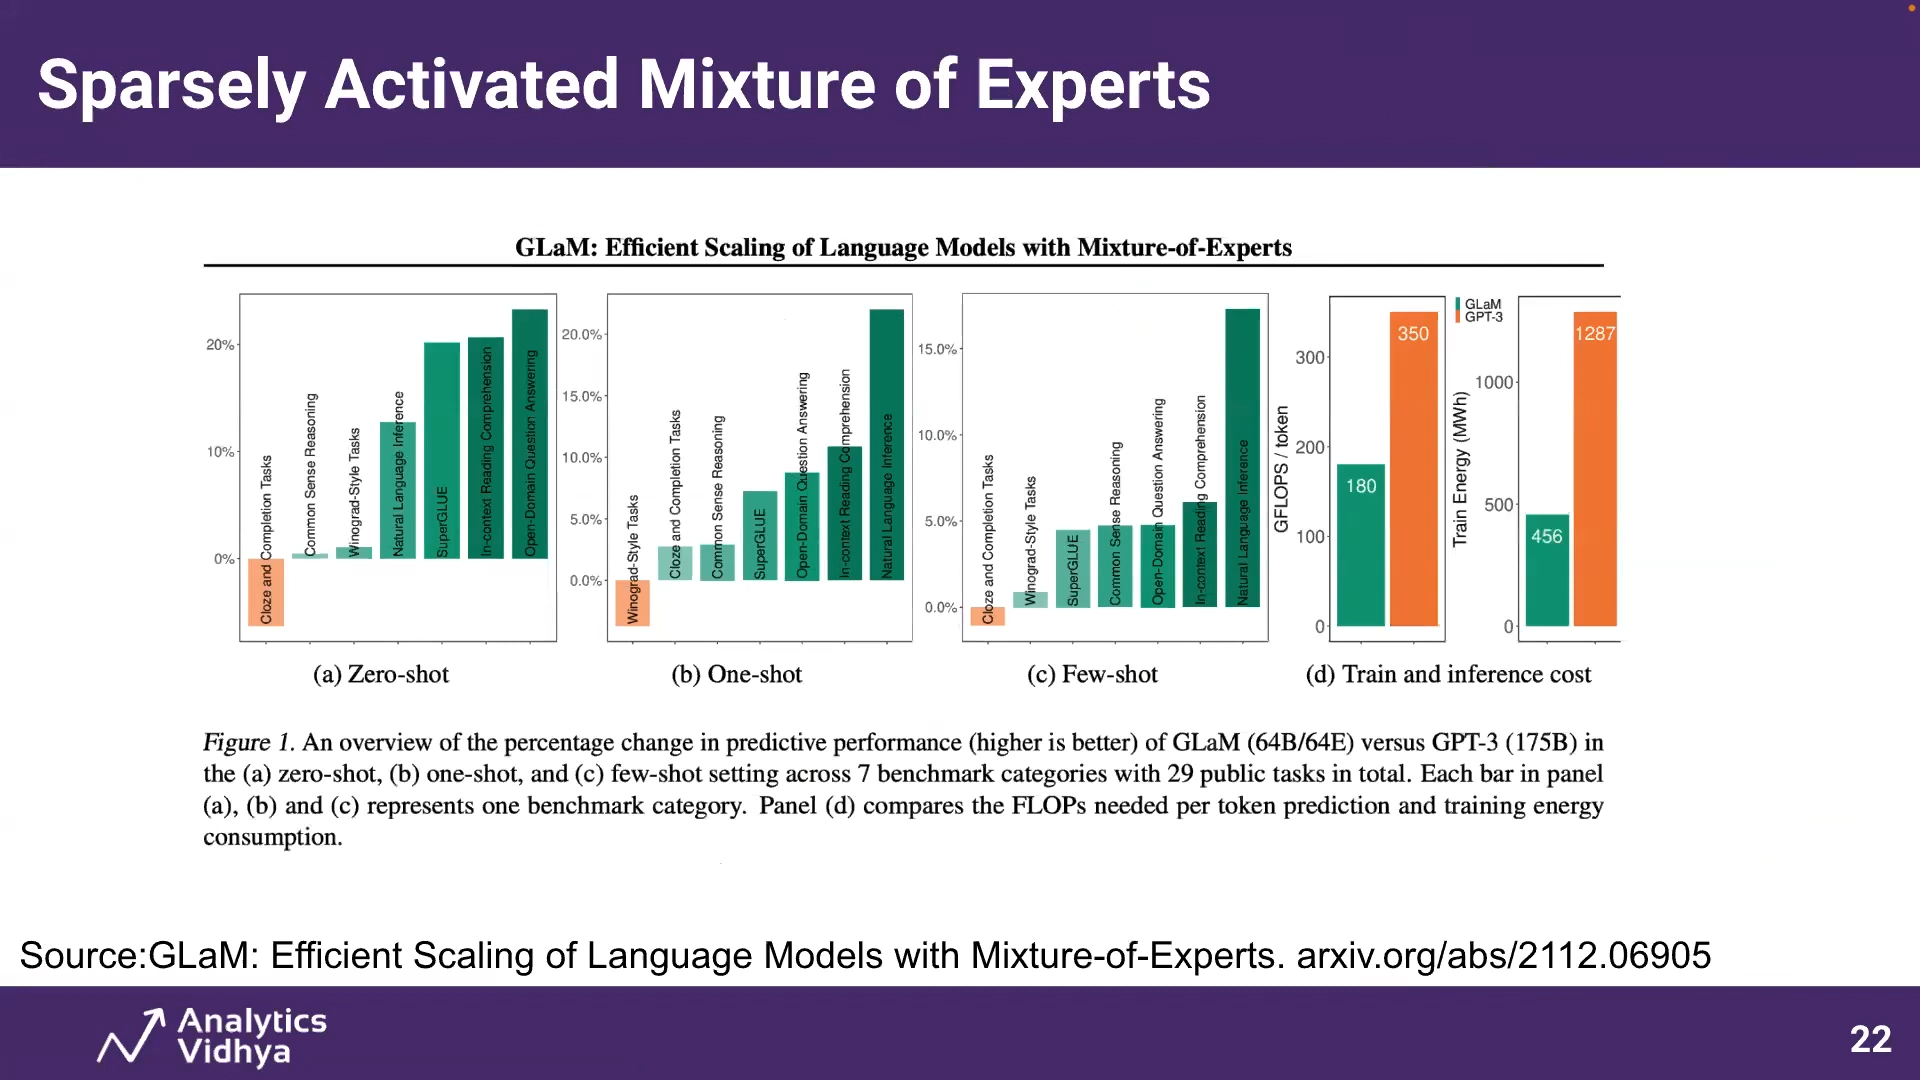 Sparsely Activated Mixture of Experts
GLaM: Efficient Scaling of Language Models with Mixture-of-Experts
20%
10%
0%
Cloze and Completion Tasks
Common Sense Reasoning
Winograd-Style Tasks
Natural Language Inference
SuperGLUE
In-context Reading Comprehension
Open-Domain Question Answering
(a) Zero-shot
20.0%
15.0%
10.0%
5.0%
0.0%
Winograd-Style Tasks
Cloze and Completion Tasks
Common Sense Reasoning
SuperGLUE
Open-Domain Question Answering
In-context Reading Comprehension
Natural Language Inference
(b) One-shot
15.0%
10.0%
5.0%
0.0%
Cloze and Completion Tasks
Winograd-Style Tasks
SuperGLUE
Common Sense Reasoning
Open-Domain Question Answering
In-context Reading Comprehension
Natural Language Inference
(c) Few-shot
GFLOPS / token
300
200
100
0
180
350
GLaM
GPT-3
Train Energy (MWh)
1000
500
0
456
1287
(d) Train and inference cost
Figure 1. An overview of the percentage change in predictive performance (higher is better) of GLaM (64B/64E) versus GPT-3 (175B) in
the (a) zero-shot, (b) one-shot, and (c) few-shot setting across 7 benchmark categories with 29 public tasks in total. Each bar in panel
(a), (b) and (c) represents one benchmark category. Panel (d) compares the FLOPs needed per token prediction and training energy
consumption.
Source:GLaM: Efficient Scaling of Language Models with Mixture-of-Experts. arxiv.org/abs/2112.06905
Analytics
Vidhya
22